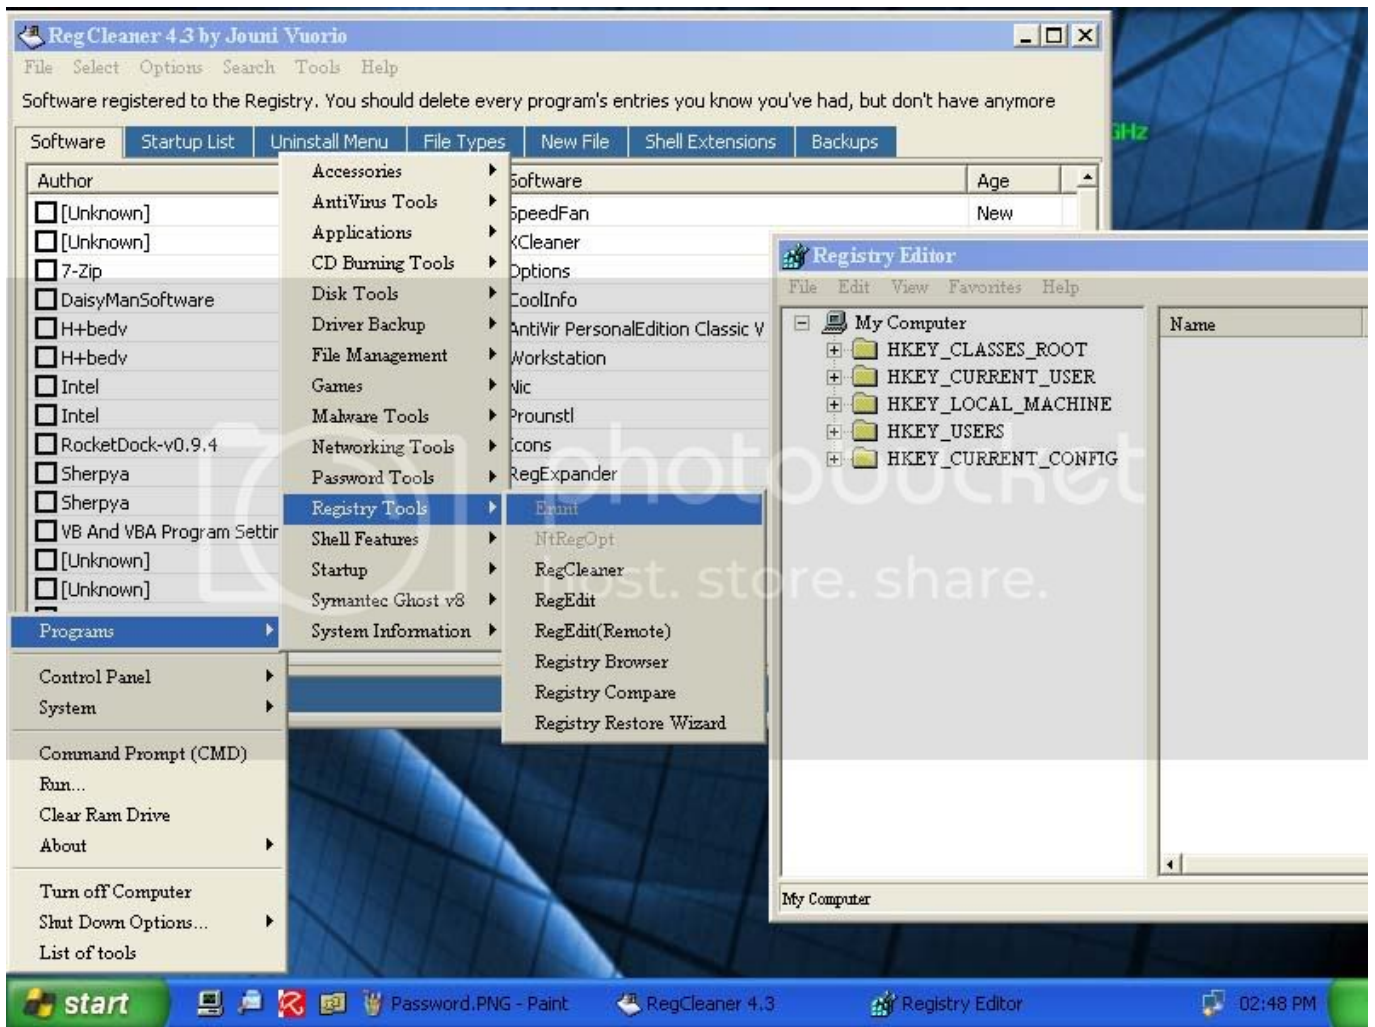 RegCleaner 4.3 by Jouni Vuorio
File Select Options Search Tools Help
Software registered to the Registry. You should delete every program's entries you know you've had, but don't have anymore
Software Startup List Uninstall Menu File Types New File Shell Extensions Backups
GHz
Author Software Age
[Unknown] SpeedFan New
[Unknown] XCleaner
7-Zip Options
DaisyManSoftware CoolInfo
H+bedv AntiVir PersonalEdition Classic V
H+bedv Workstation
Intel Nic
Intel Prounstl
RocketDock-v0.9.4 Icons
Sherpya RegExpander
Sherpya
VB And VBA Program Settin
[Unknown]
[Unknown]
Accessories
AntiVirus Tools
Applications
CD Burning Tools
Disk Tools
Driver Backup
File Management
Games
Malware Tools
Networking Tools
Password Tools
Registry Tools
Shell Features
Startup
Symantec Ghost v8
System Information
Erunt
NtRegOpt
RegCleaner
RegEdit
RegEdit(Remote)
Registry Browser
Registry Compare
Registry Restore Wizard
Registry Editor
File Edit View Favorites Help
My Computer
HKEY_CLASSES_ROOT
HKEY_CURRENT_USER
HKEY_LOCAL_MACHINE
HKEY_USERS
HKEY_CURRENT_CONFIG
Name
My Computer
photobucket
host. store. share.
Programs
Control Panel
System
Command Prompt (CMD)
Run...
Clear Ram Drive
About
Turn off Computer
Shut Down Options...
List of tools
start Password.PNG - Paint RegCleaner 4.3 Registry Editor 02:48 PM